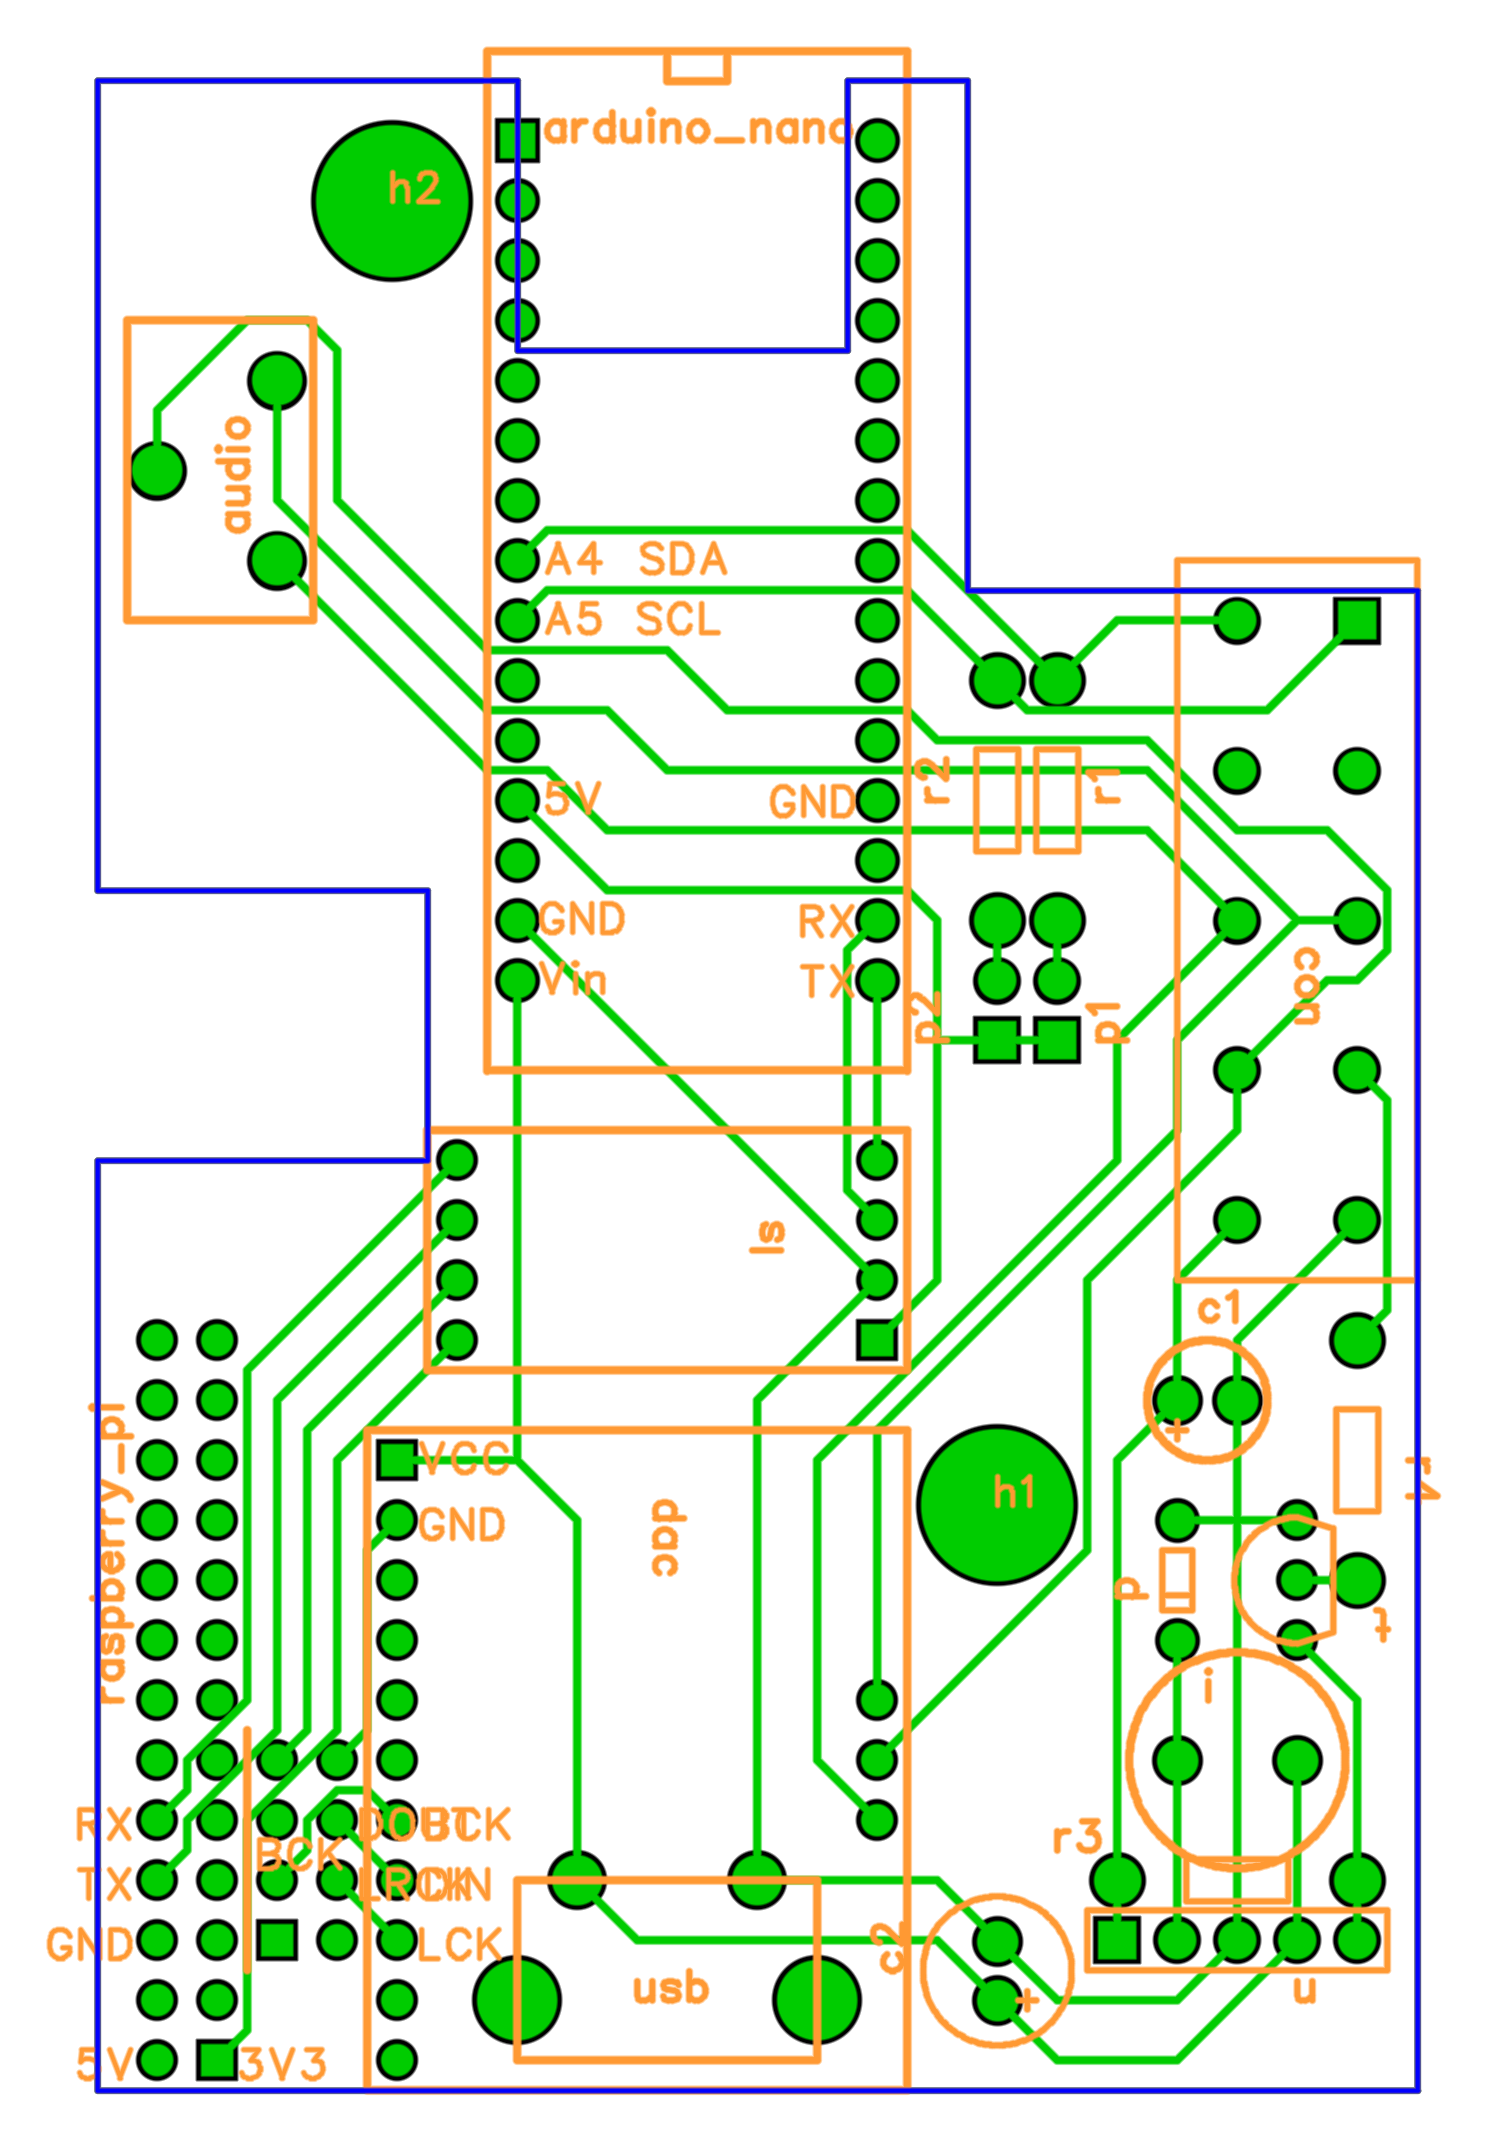 arduino_nano
h2
audio
A4 SDA
A5 SCL
5V
GND
r2
r1
GND
RX
con
Vin
TX
p2
p1
ls
c1
raspberry_pi
VCC
dac
+
r4
h1
GND
d
t
i
RX
DOUT
BCK
r3
BCK
TX
LRCK
DIN
GND
LCK
c2
usb
+
u
5V
3V3